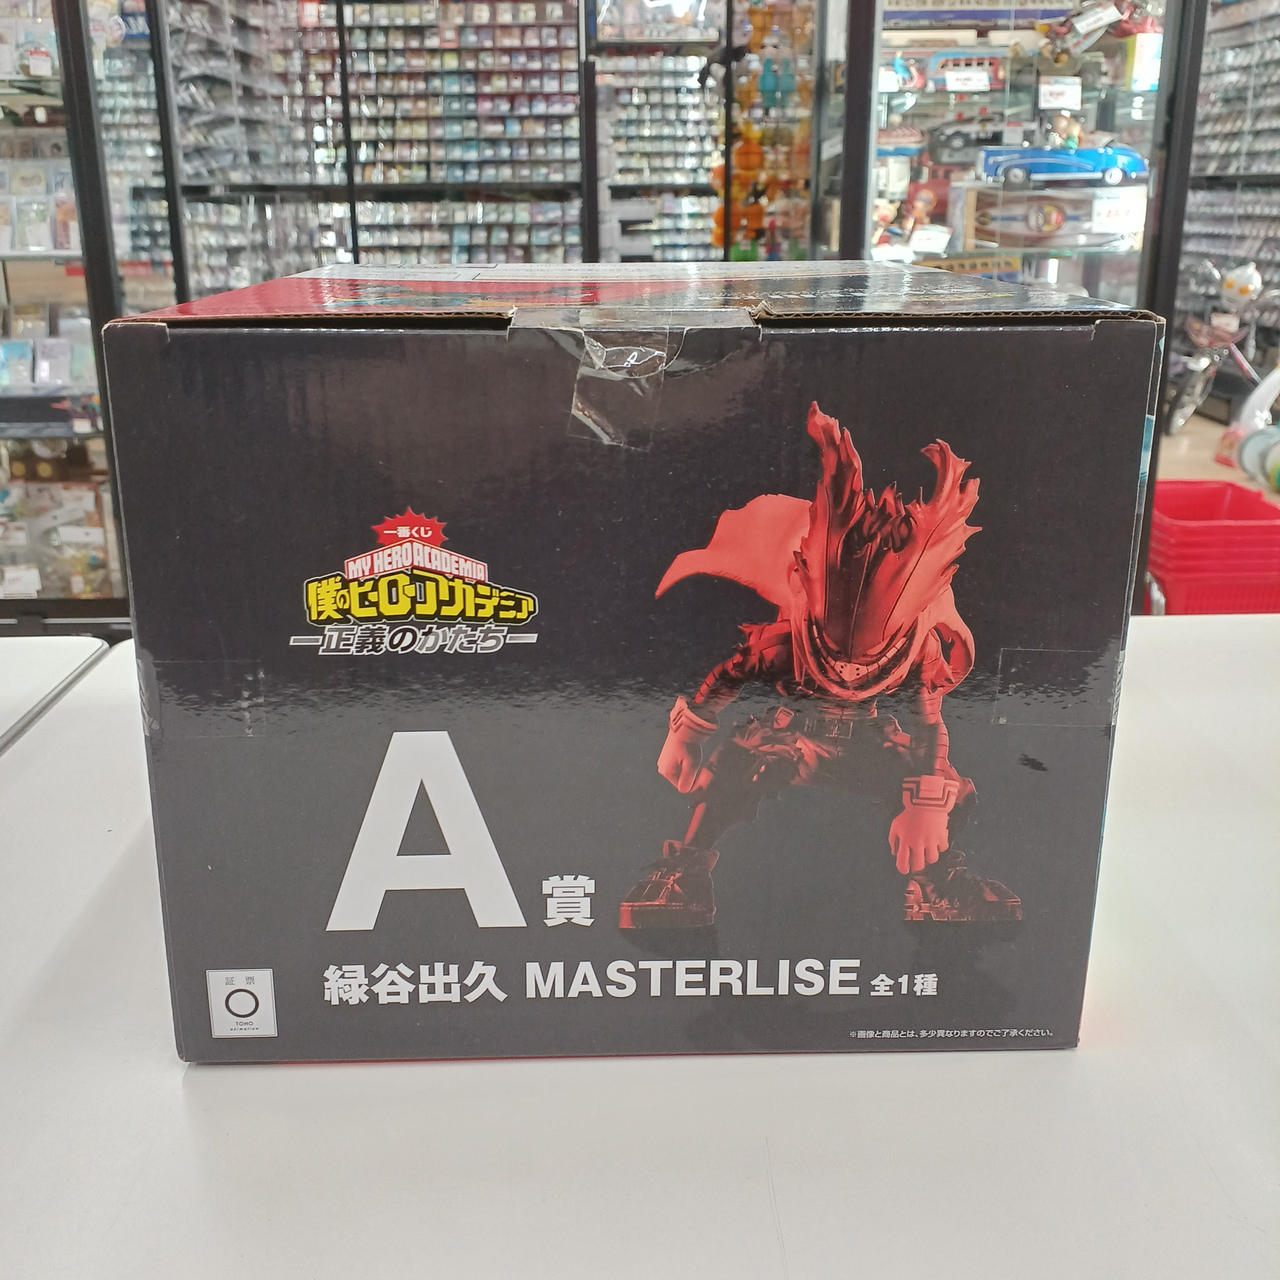 一番くじ
MY HERO ACADEMIA
僕のヒーローアカデミア
―正義のかたち―
A賞
緑谷出久 MASTERLISE 全1種
証票
TOHO
animation
※画像と商品とは、多少異なりますのでご了承ください。